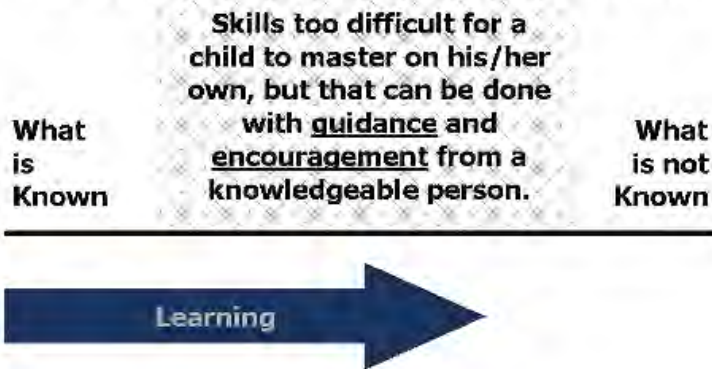 Skills too difficult for a
child to master on his/her
own, but that can be done
with guidance and
encouragement from a
knowledgeable person.
What
is
Known
What
is not
Known
Learning